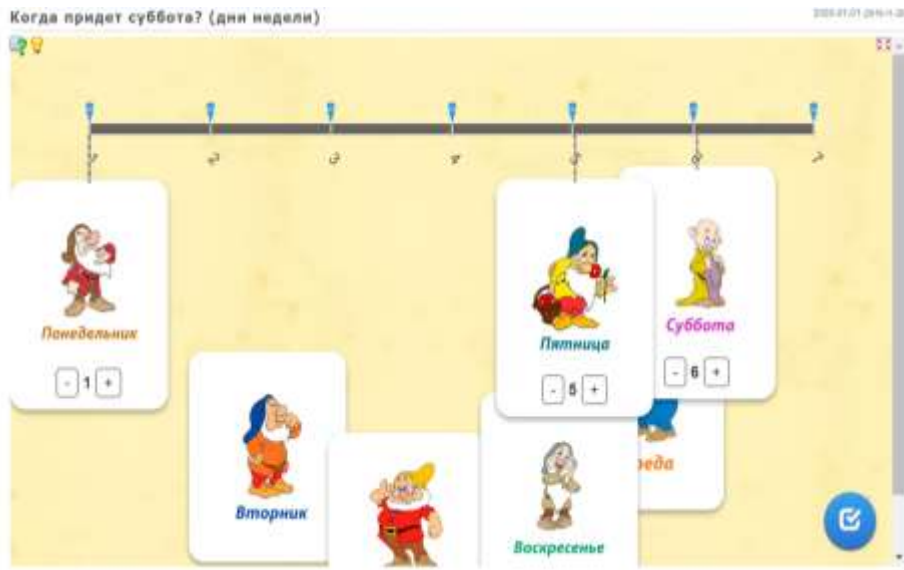 Когда придет суббота? (дни недели)
1 2 3 4 5 6 7
Понедельник
- 1 +
Пятница
- 5 +
Суббота
- 6 +
Вторник
Воскресенье
реда